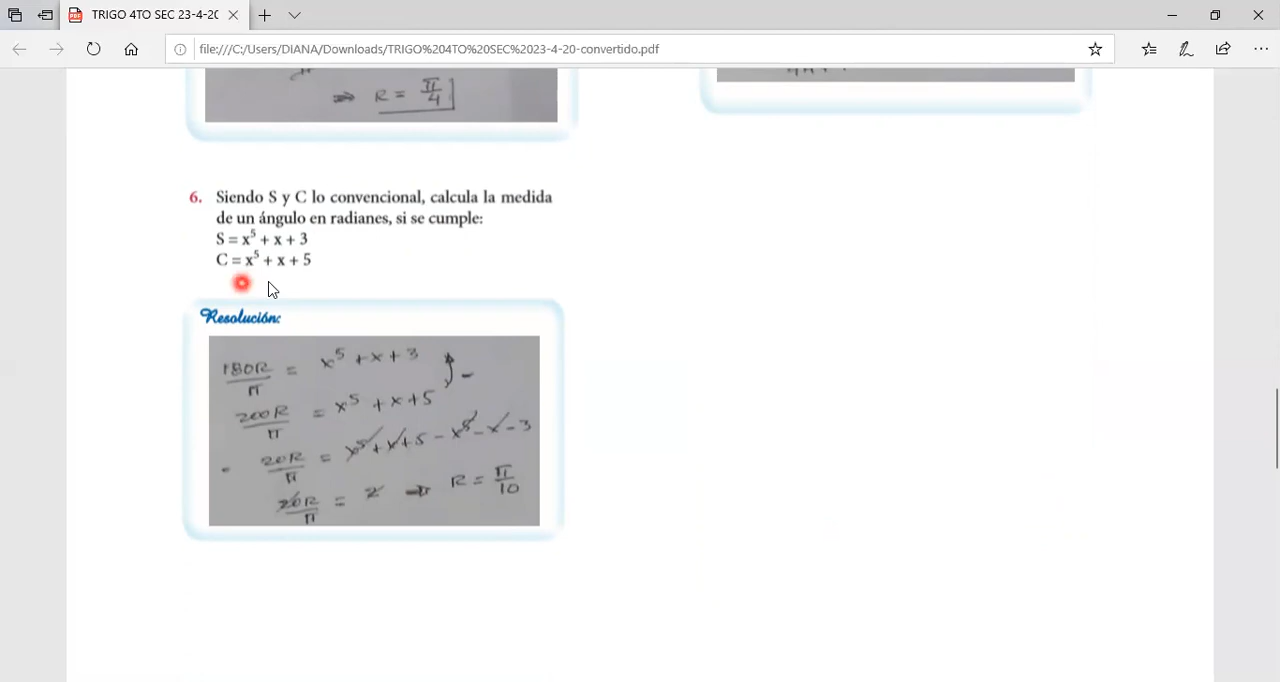 TRIGO 4TO SEC 23-4-20
file:///C:/Users/DIANA/Downloads/TRIGO%204TO%20SEC%2023-4-20-convertido.pdf
⇒ R = π/4
6. Siendo S y C lo convencional, calcula la medida
de un ángulo en radianes, si se cumple:
S = x⁵ + x + 3
C = x⁵ + x + 5
Resolución:
180R/π = x⁵ + x + 3
200R/π = x⁵ + x + 5
20R/π = x⁵ + x + 5 - x⁵ - x - 3
20R/π = 2 ⇒ R = π/10